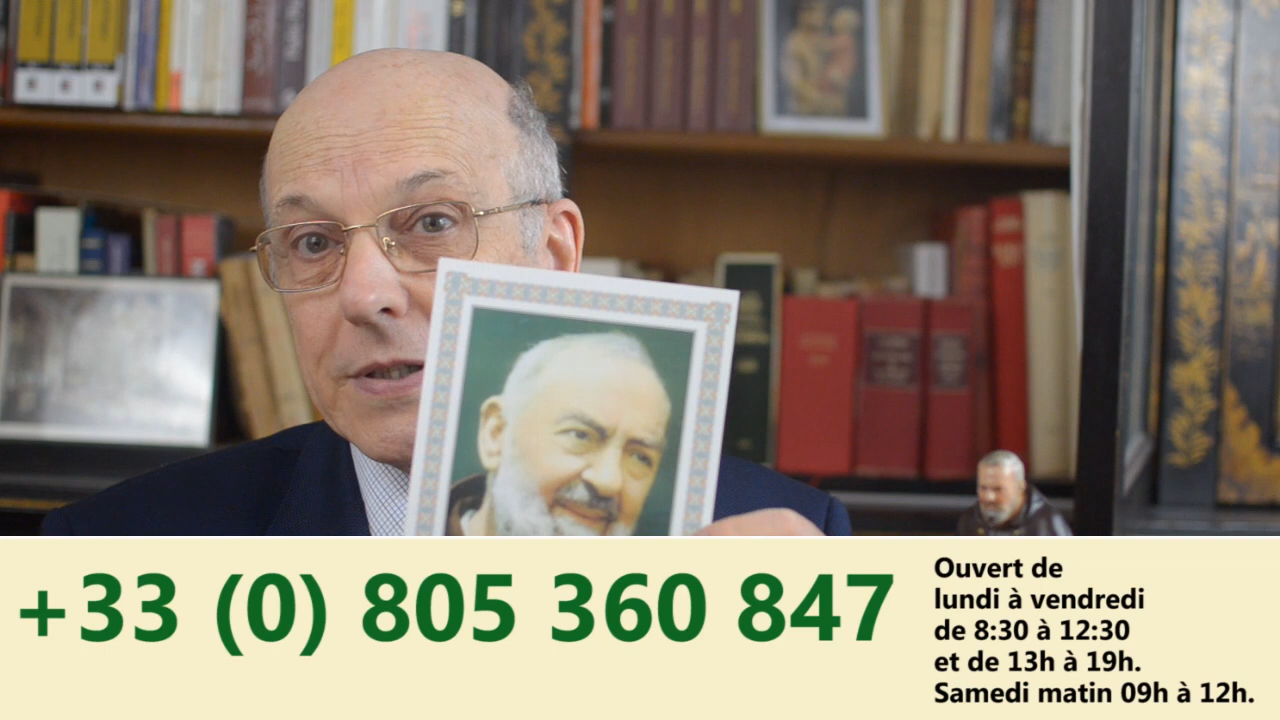 +33 (0) 805 360 847
Ouvert de
lundi à vendredi
de 8:30 à 12:30
et de 13h à 19h.
Samedi matin 09h à 12h.